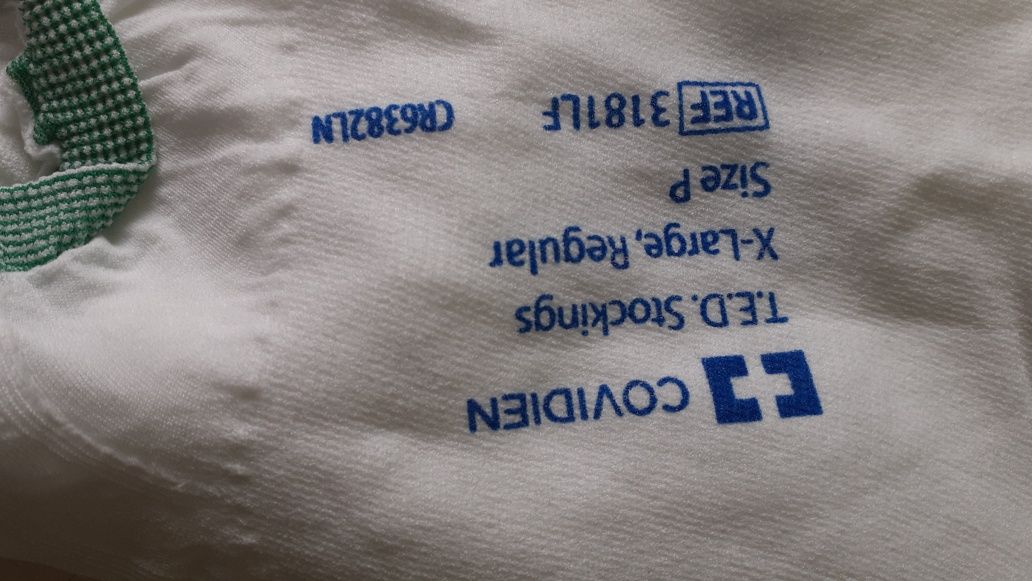 COVIDIEN
T.E.D. Stockings
X-Large, Regular
Size P
REF 3181LF CR6382LN